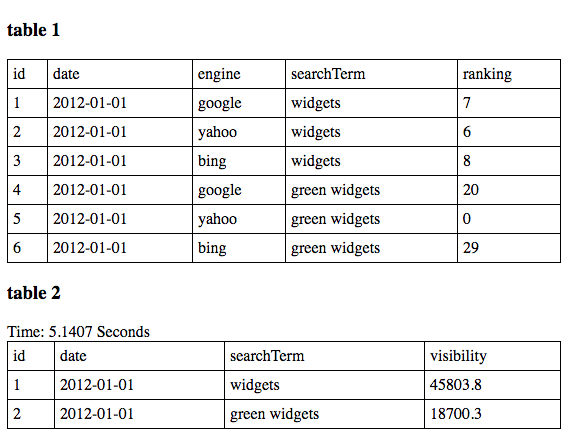 table 1
id date engine searchTerm ranking
1 2012-01-01 google widgets 7
2 2012-01-01 yahoo widgets 6
3 2012-01-01 bing widgets 8
4 2012-01-01 google green widgets 20
5 2012-01-01 yahoo green widgets 0
6 2012-01-01 bing green widgets 29
table 2
Time: 5.1407 Seconds
id date searchTerm visibility
1 2012-01-01 widgets 45803.8
2 2012-01-01 green widgets 18700.3